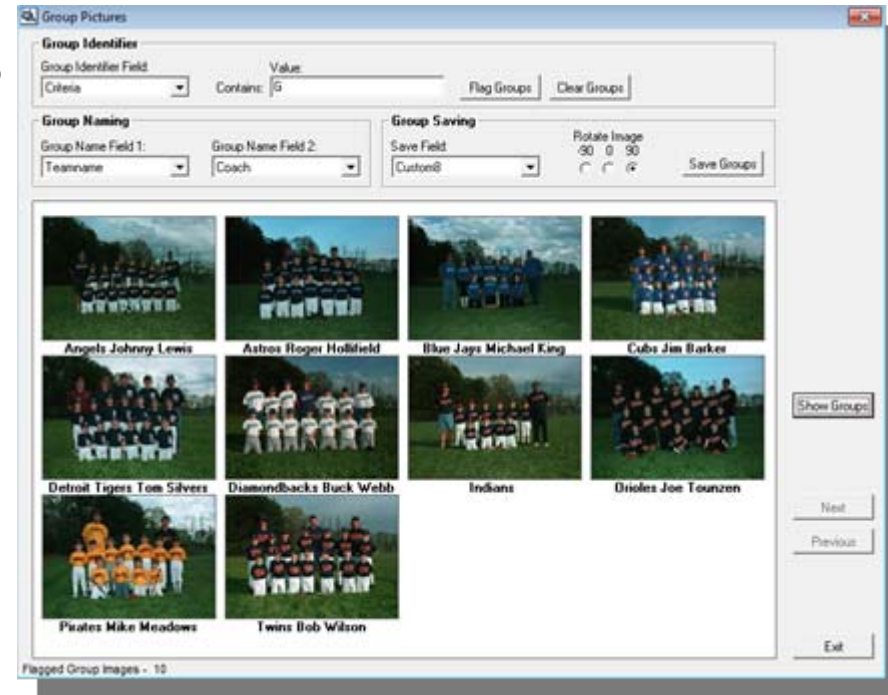 Group Pictures
Group Identifier
Group Identifier Field: Value:
Criteria Contains: G Flag Groups Clear Groups
Group Naming Group Saving
Group Name Field 1: Group Name Field 2: Save Field: Rotate Image
-90 0 90
Teamname Coach Custom8 Save Groups
Angels Johnny Lewis Astros Roger Hollifield Blue Jays Michael King Cubs Jim Barker
Show Groups
Detroit Tigers Tom Silvers Diamondbacks Buck Webb Indians Orioles Joe Tounzen
Next
Previous
Pirates Mike Meadows Twins Bob Wilson
Exit
Flagged Group Images - 10